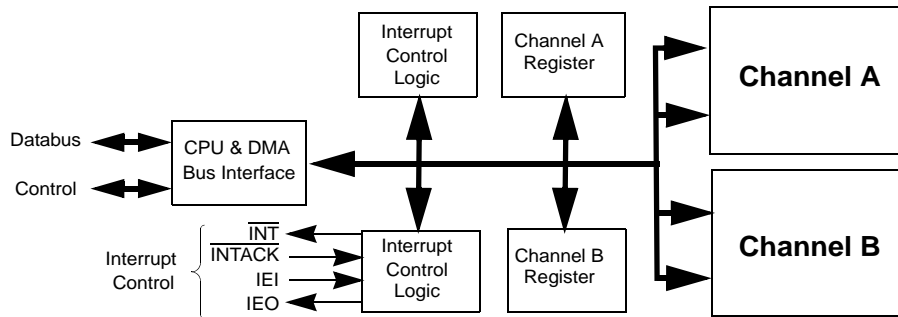 Interrupt
Control
Logic
Channel A
Register
Channel A
Databus
Control
CPU & DMA
Bus Interface
Interrupt
Control
INT
INTACK
IEI
IEO
Interrupt
Control
Logic
Channel B
Register
Channel B